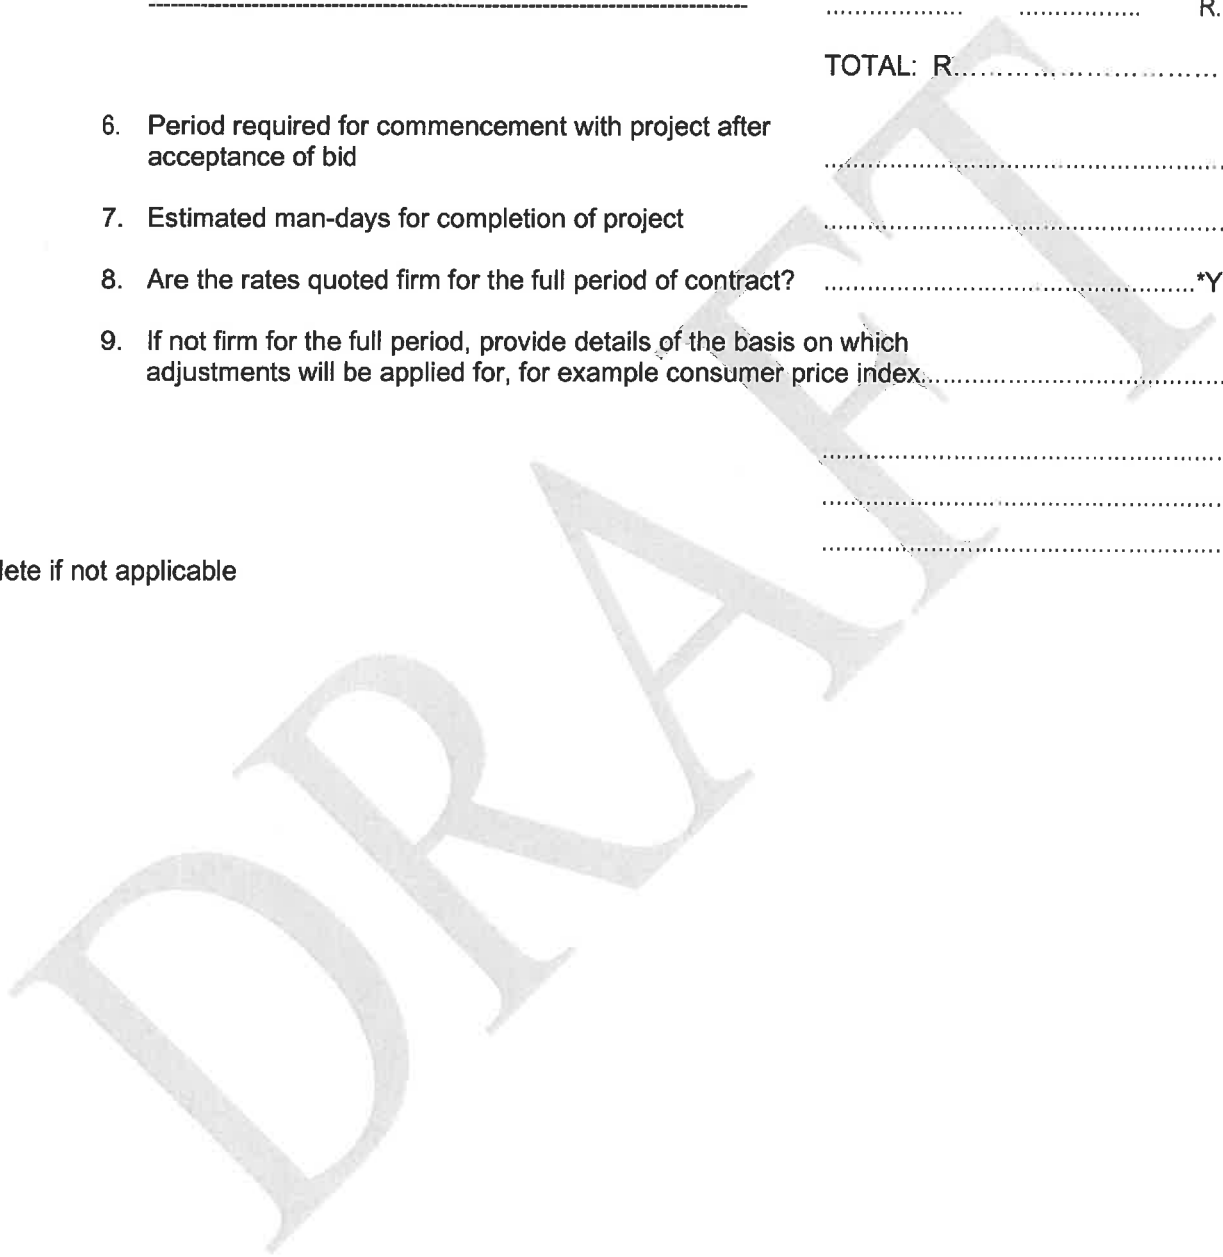 ---------------------------------------------------------------------------------- ................... ................. R.
TOTAL: R.................................
6. Period required for commencement with project after
acceptance of bid ....................................................
7. Estimated man-days for completion of project ....................................................
8. Are the rates quoted firm for the full period of contract? ..................................................*Y
9. If not firm for the full period, provide details of the basis on which
adjustments will be applied for, for example consumer price index........................................
....................................................
....................................................
....................................................
lete if not applicable
DRAFT